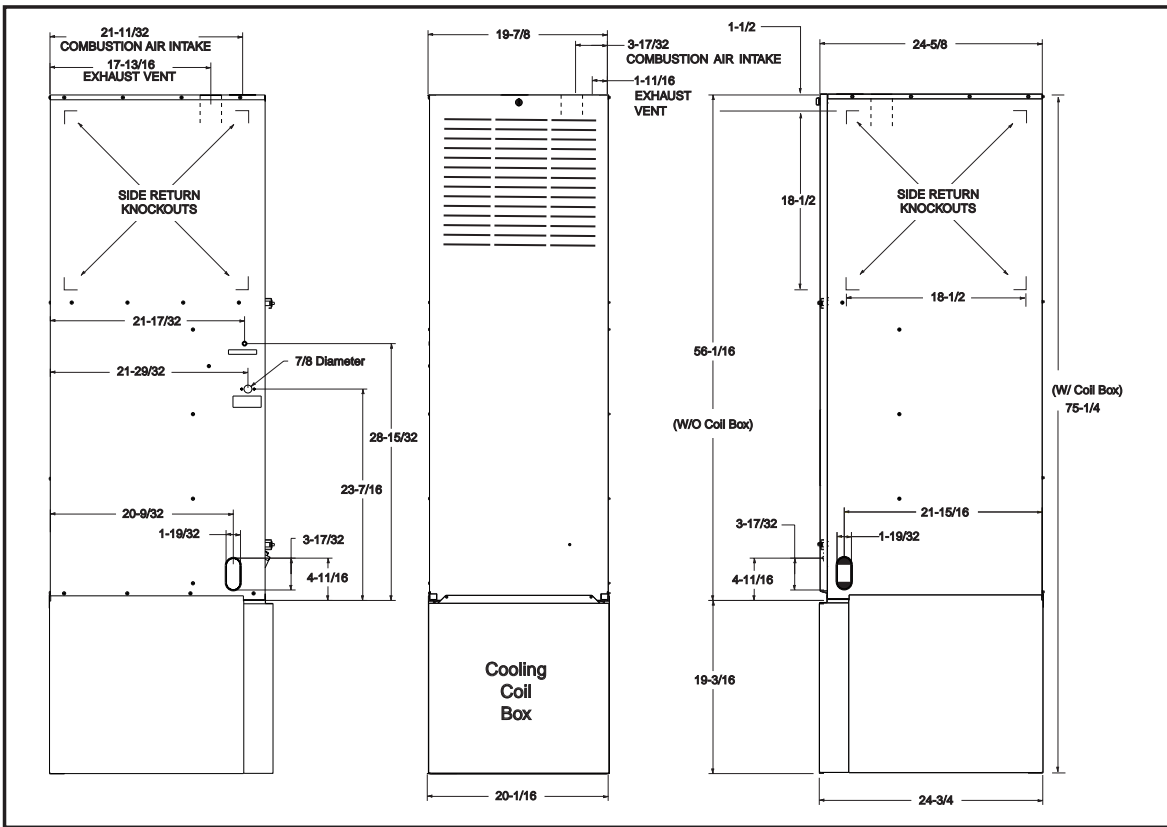 21-11/32
COMBUSTION AIR INTAKE
17-13/16
EXHAUST VENT
SIDE RETURN
KNOCKOUTS
21-17/32
7/8 Diameter
21-29/32
28-15/32
23-7/16
20-9/32
1-19/32
3-17/32
4-11/16
19-7/8
3-17/32
COMBUSTION AIR INTAKE
1-11/16
EXHAUST
VENT
Cooling
Coil
Box
20-1/16
1-1/2
24-5/8
18-1/2
SIDE RETURN
KNOCKOUTS
18-1/2
56-1/16
(W/O Coil Box)
(W/ Coil Box)
75-1/4
21-15/16
3-17/32
1-19/32
4-11/16
19-3/16
24-3/4